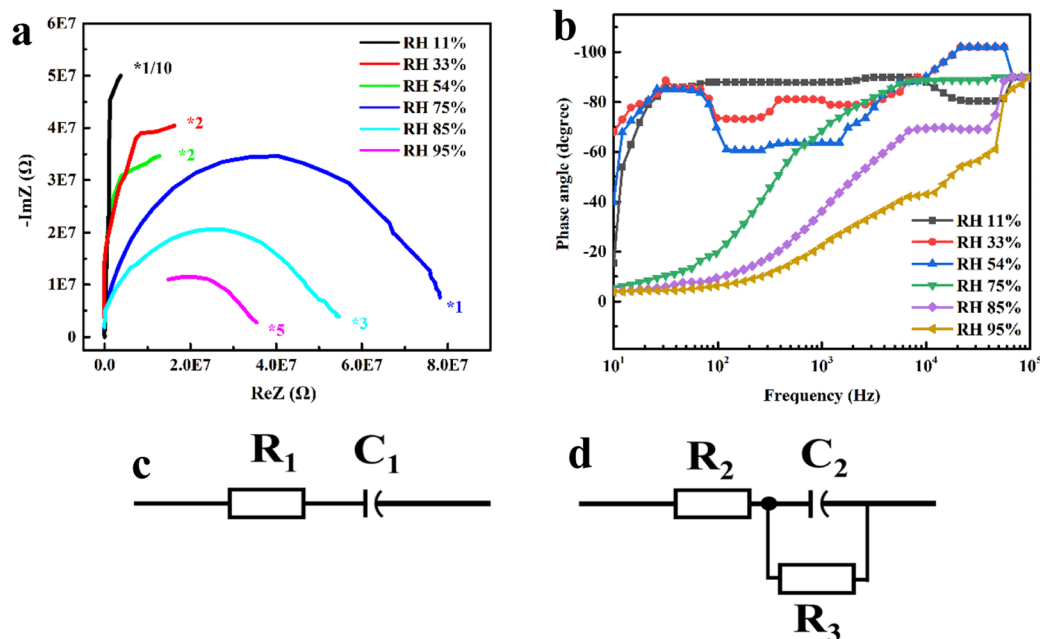 a
6E7
5E7
4E7
3E7
2E7
1E7
0
-ImZ (Ω)
0.0
2.0E7
4.0E7
6.0E7
8.0E7
ReZ (Ω)
RH 11%
RH 33%
RH 54%
RH 75%
RH 85%
RH 95%
*1/10
*2
*2
*1
*3
*5
b
-100
-80
-60
-40
-20
0
Phase angle (degree)
10¹
10²
10³
10⁴
10⁵
Frequency (Hz)
RH 11%
RH 33%
RH 54%
RH 75%
RH 85%
RH 95%
c
R₁
C₁
d
R₂
C₂
R₃